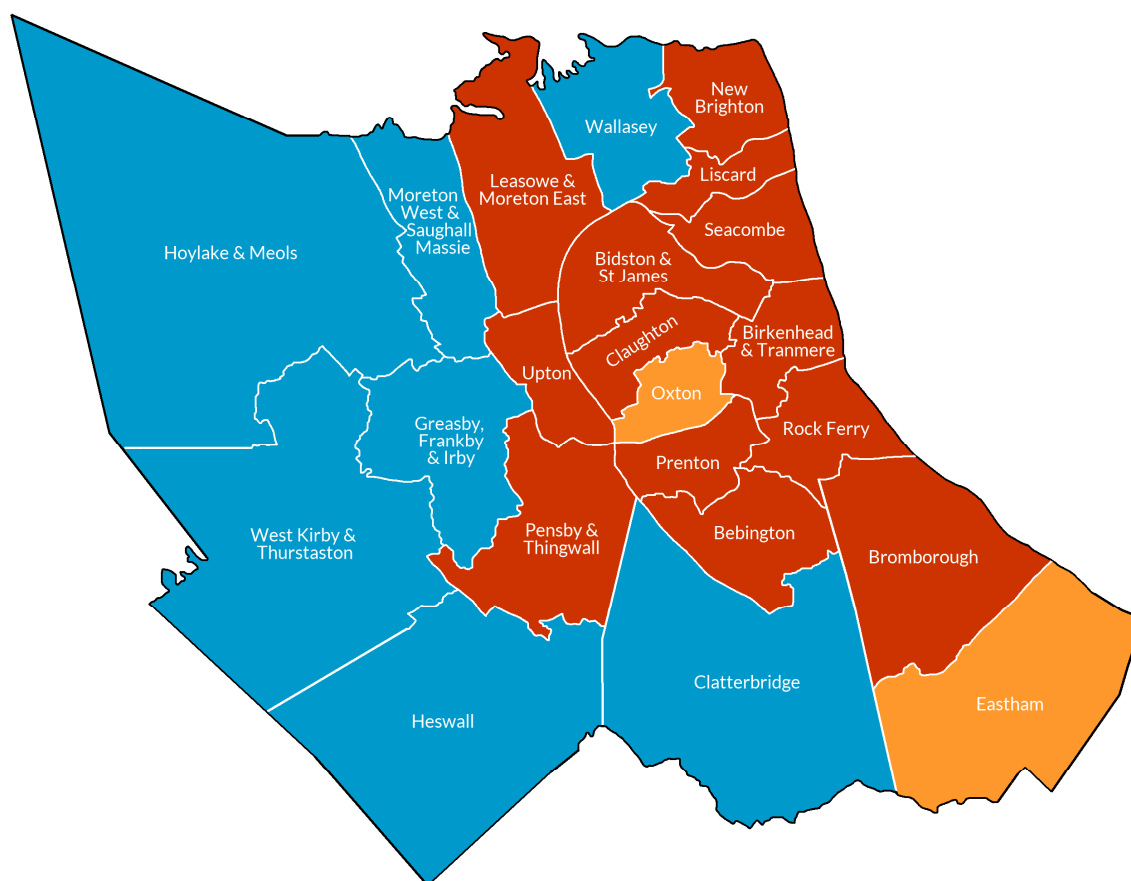 New
Brighton
Wallasey
Liscard
Leasowe &
Moreton East
Moreton
West &
Saughall
Massie
Seacombe
Hoylake & Meols
Bidston &
St James
Birkenhead
& Tranmere
Claughton
Upton
Oxton
Greasby,
Frankby
& Irby
Rock Ferry
Prenton
West Kirby &
Thurstaston
Pensby &
Thingwall
Bebington
Bromborough
Clatterbridge
Eastham
Heswall